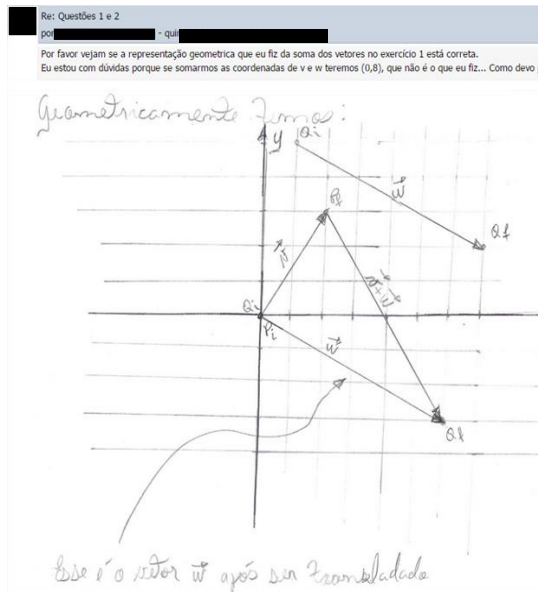 Re: Questões 1 e 2
por - qui
Por favor vejam se a representação geometrica que eu fiz da soma dos vetores no exercício 1 está correta.
Eu estou com dúvidas porque se somarmos as coordenadas de v e w teremos (0,8), que não é o que eu fiz... Como devo
Geometricamente temos:
y
Qi
w
Pf
Qf
v
v+w
Qi
Pi
w
Qf
Esse é o vetor w após ser transladado